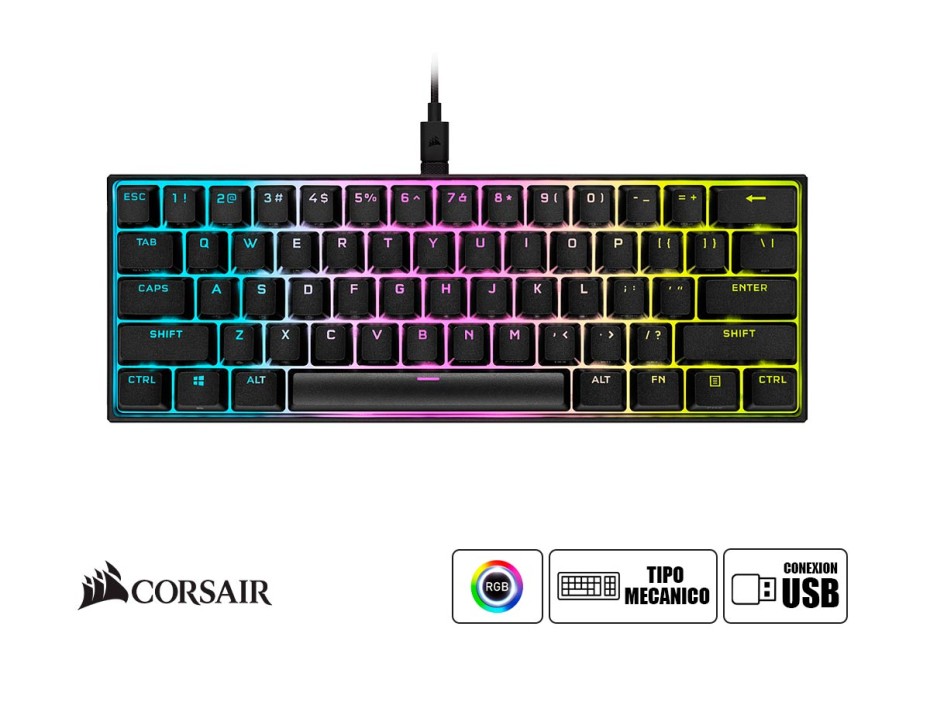 ESC 1! 2@ 3# 4$ 5% 6^ 7& 8* 9( 0) -_ =+ ←
TAB Q W E R T Y U I O P [{ ]} \|
CAPS A S D F G H J K L ;: '" ENTER
SHIFT Z X C V B N M ,< .> /? SHIFT
CTRL ALT ALT FN CTRL
CORSAIR
RGB
TIPO
MECANICO
CONEXION
USB